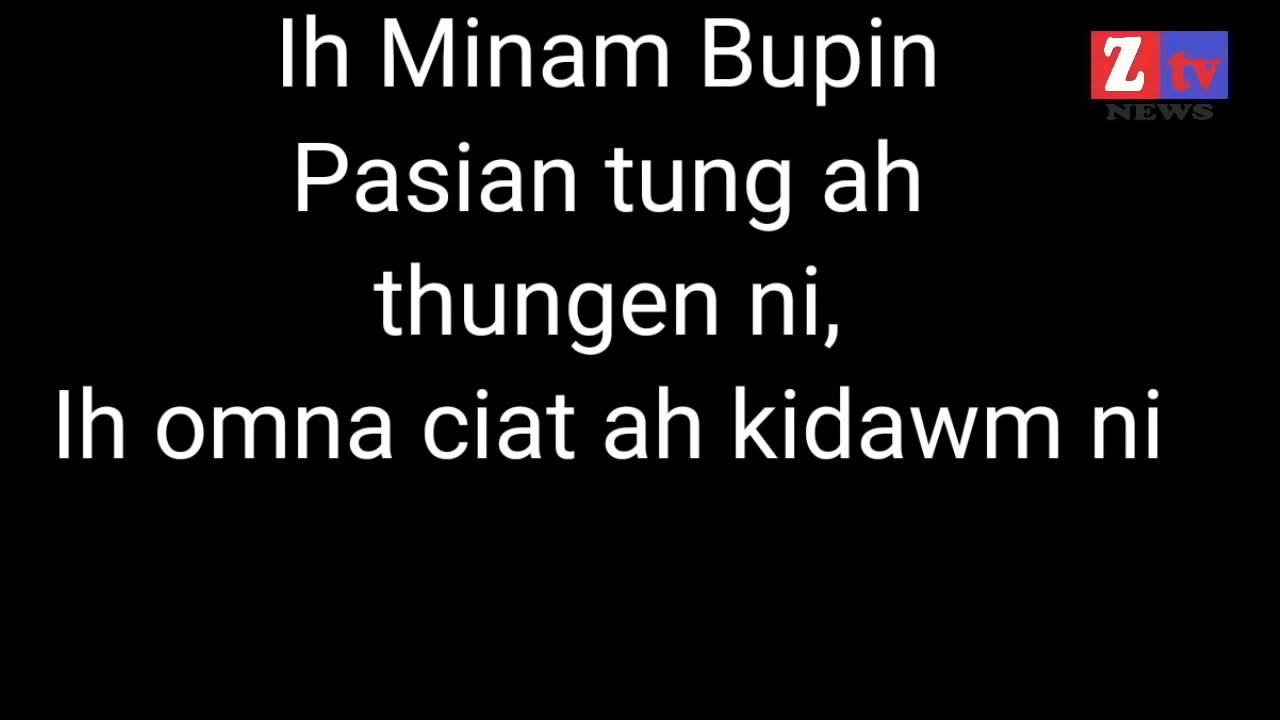 Ih Minam Bupin
Pasian tung ah
thungen ni,
Ih omna ciat ah kidawm ni
Z tv
NEWS